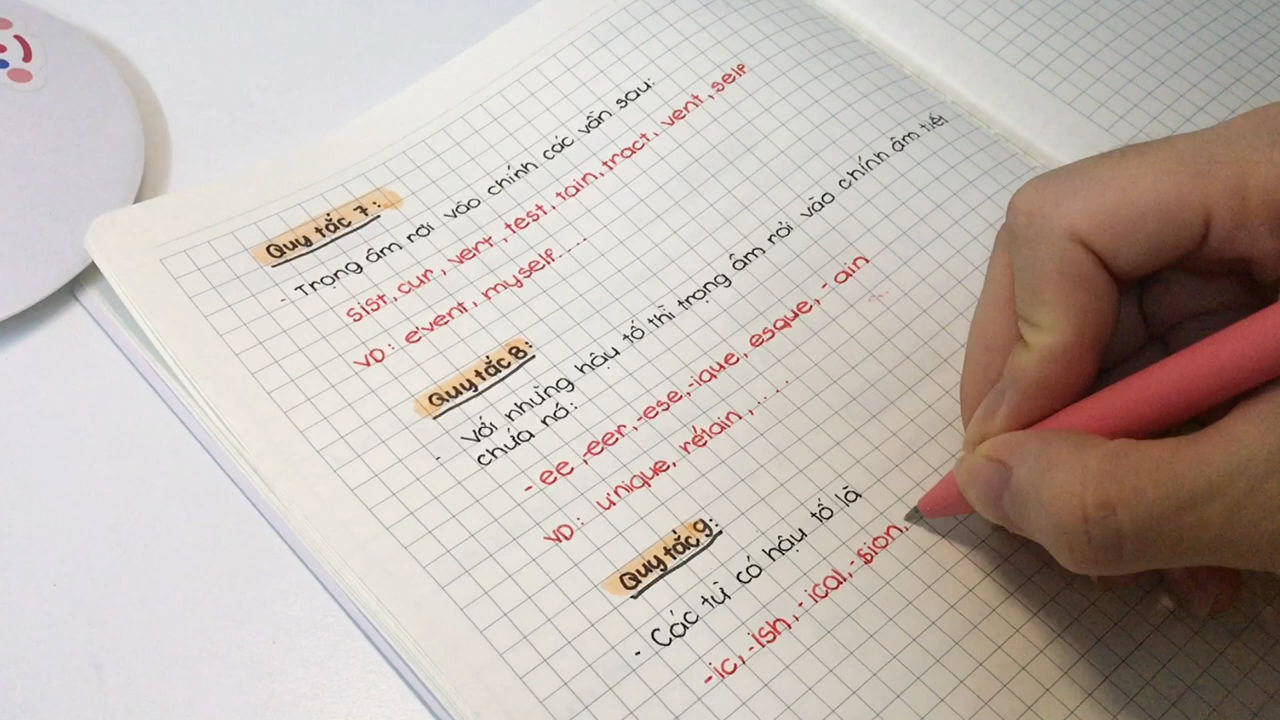 Quy tắc 7:
- Trọng âm rơi vào chính các vần sau:
sist, cur, vert, test, tain, tract, vent, self
VD: e'vent, myself....
Quy tắc 8:
- Với những hậu tố thì trọng âm rơi vào chính âm tiết
chứa nó:
- ee, -eer, -ese, -ique, esque, - ain
VD: u'nique, re'tain, ....
Quy tắc 9:
- Các từ có hậu tố là
-ic, -ish, - ical, - sion,